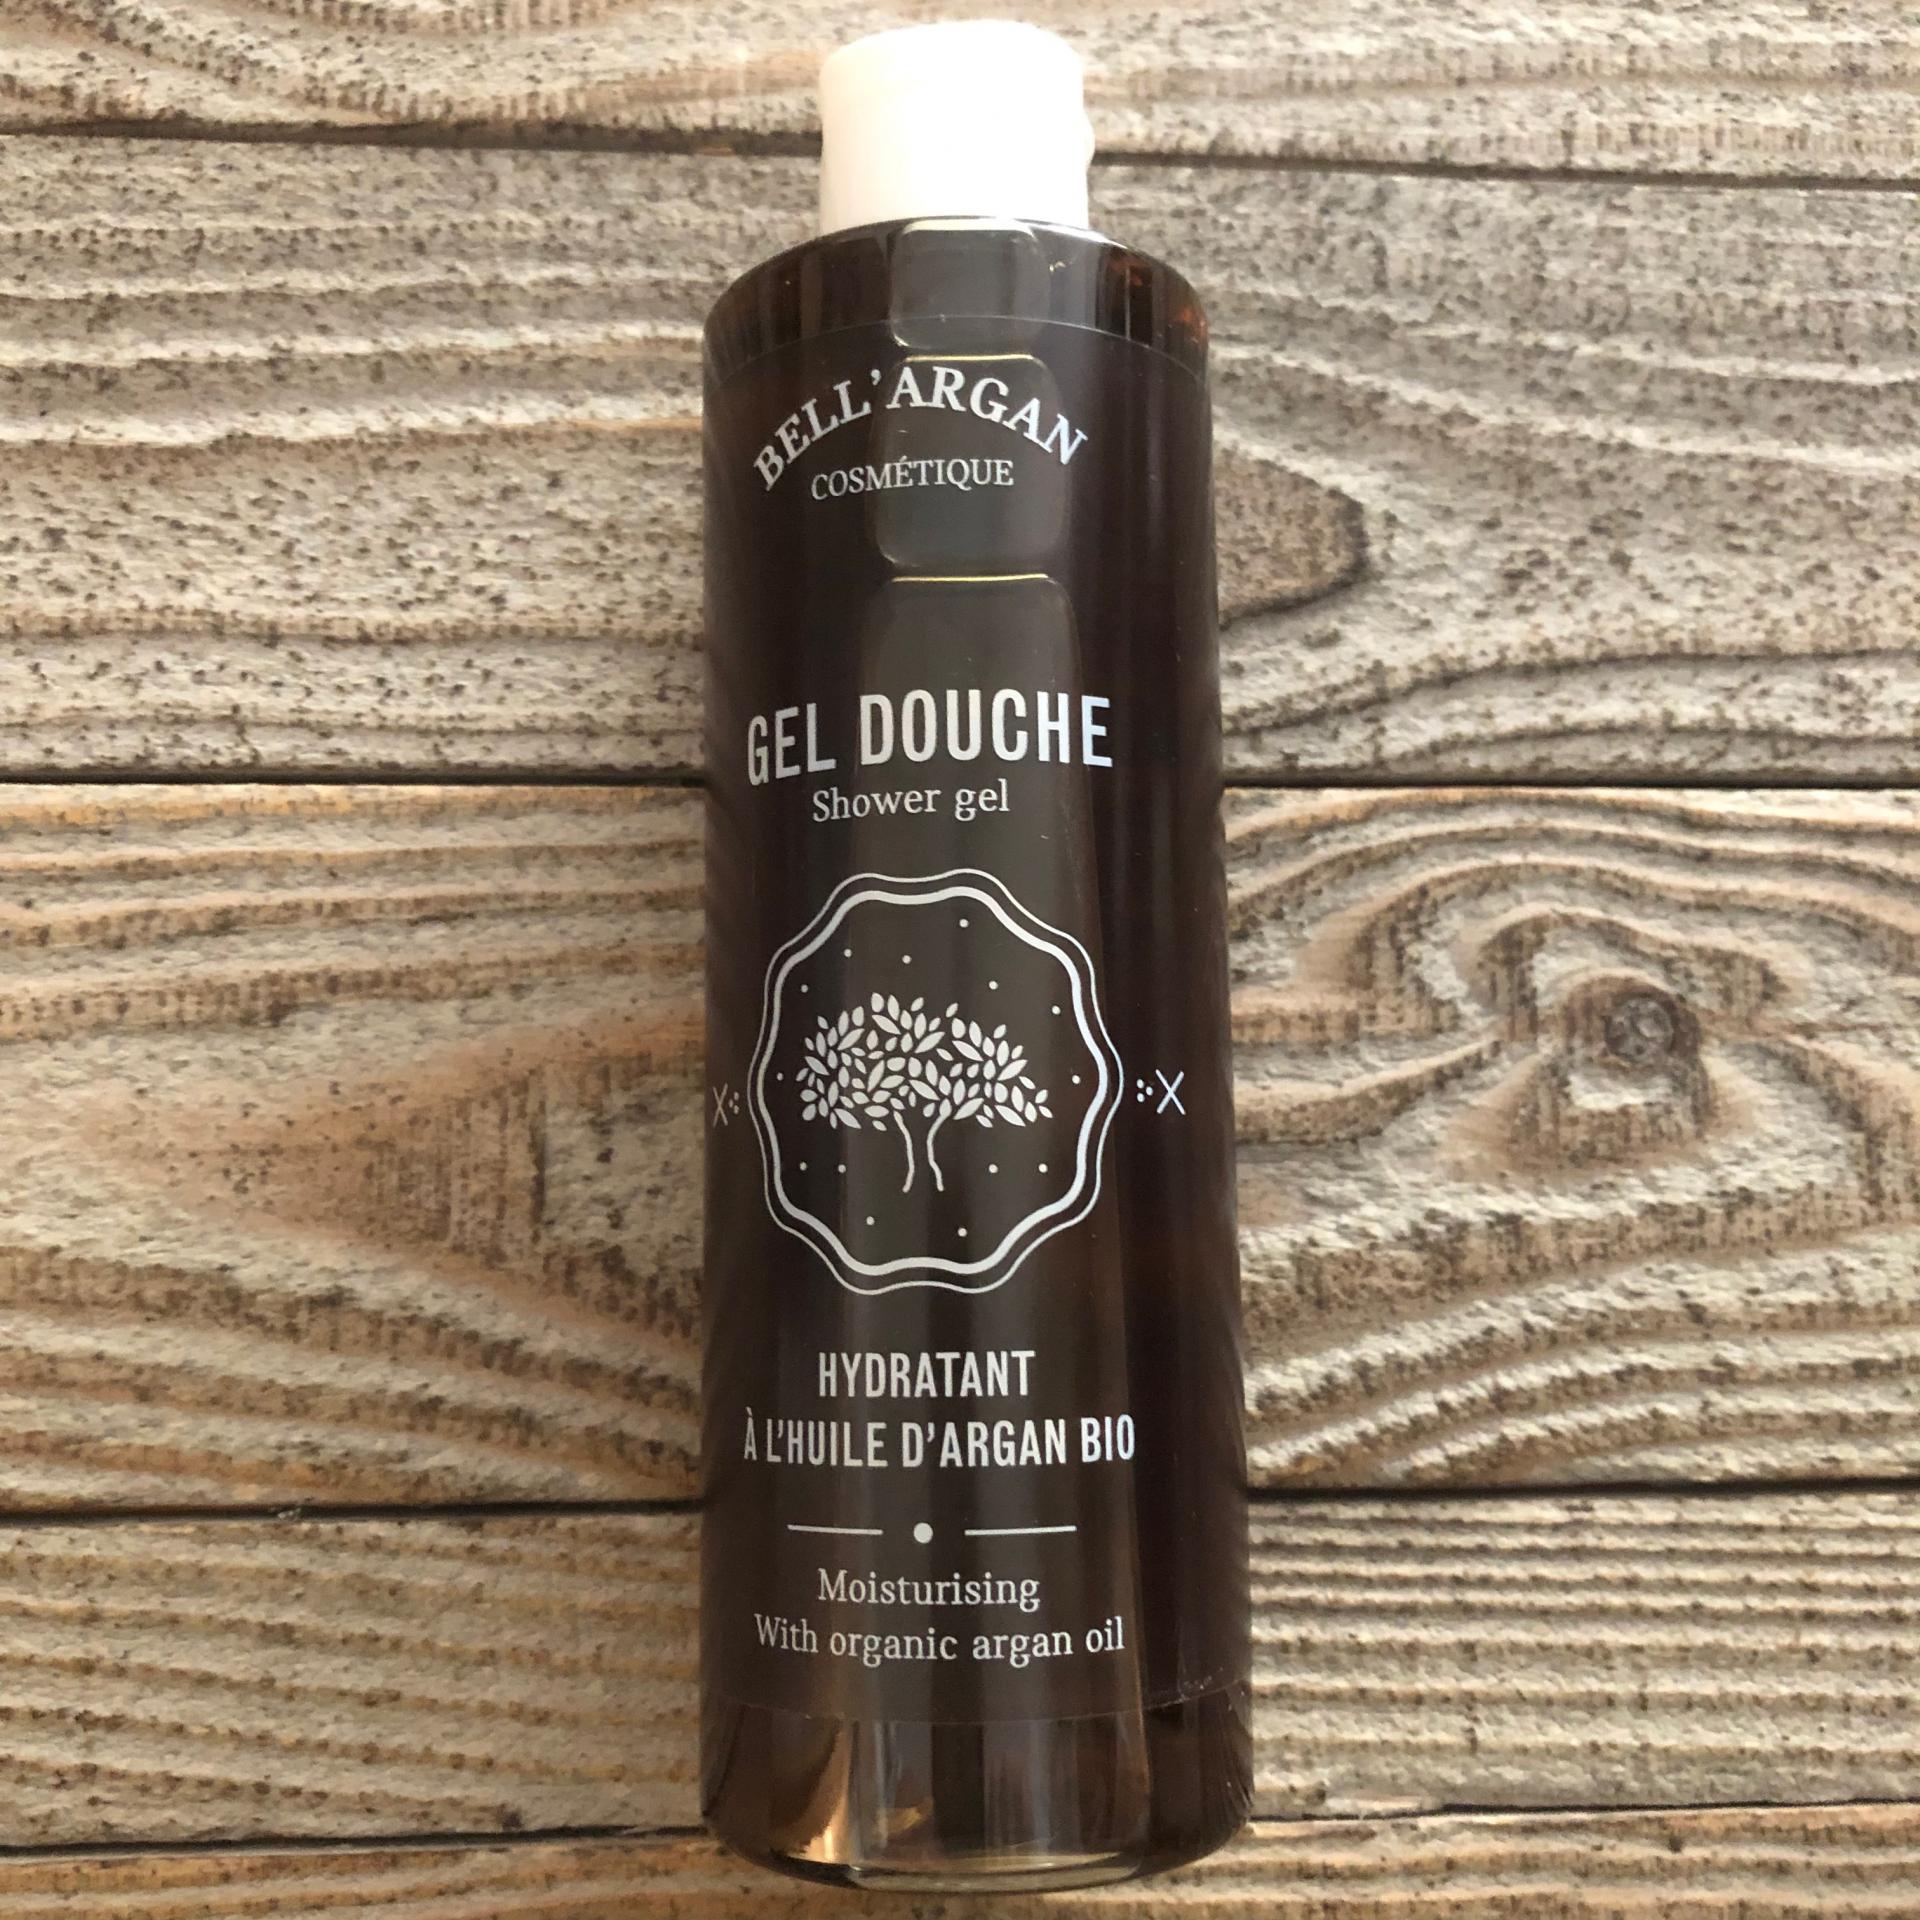 BELL'ARGAN
COSMÉTIQUE
GEL DOUCHE
Shower gel
HYDRATANT
À L'HUILE D'ARGAN BIO
Moisturising
With organic argan oil